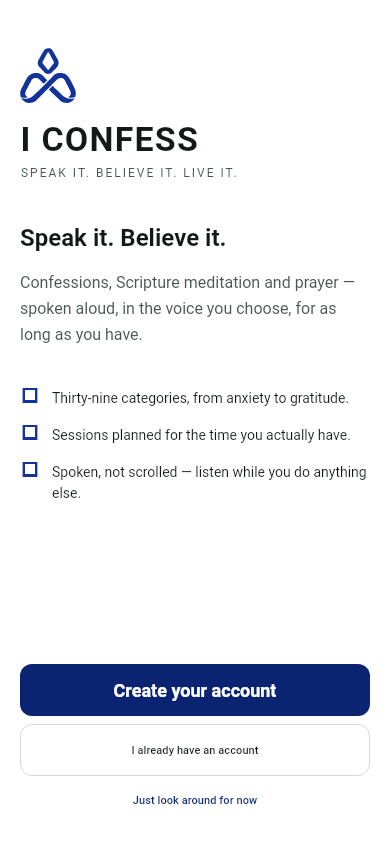 I CONFESS
SPEAK IT. BELIEVE IT. LIVE IT.
Speak it. Believe it.
Confessions, Scripture meditation and prayer —
spoken aloud, in the voice you choose, for as
long as you have.
Thirty-nine categories, from anxiety to gratitude.
Sessions planned for the time you actually have.
Spoken, not scrolled — listen while you do anything
else.
Create your account
I already have an account
Just look around for now